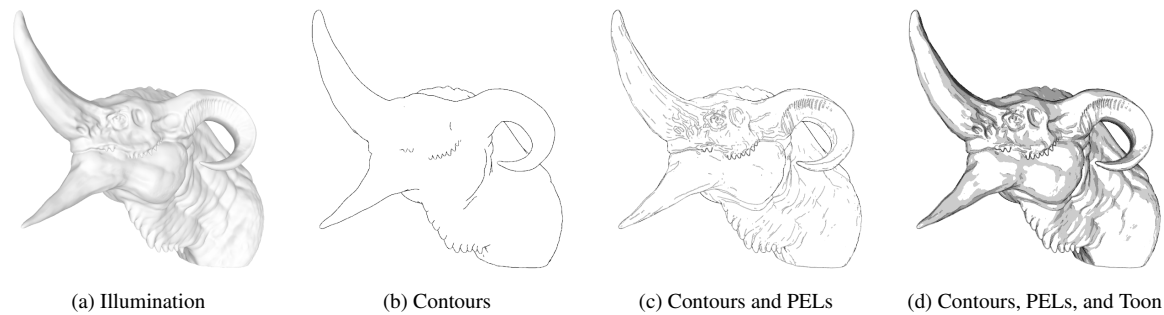 (a) Illumination
(b) Contours
(c) Contours and PELs
(d) Contours, PELs, and Toon